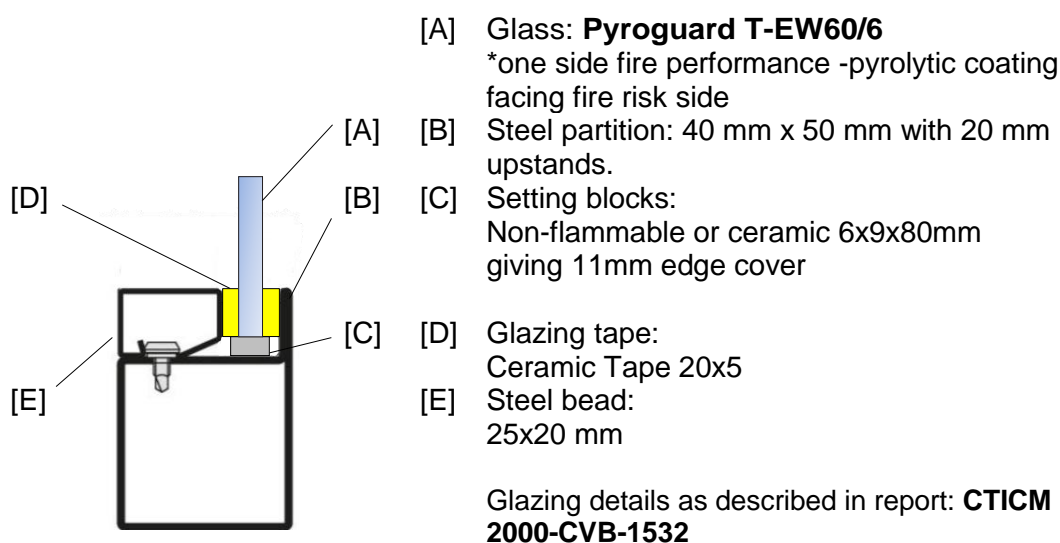 [A] Glass: Pyroguard T-EW60/6
*one side fire performance -pyrolytic coating
facing fire risk side
[A] [B] Steel partition: 40 mm x 50 mm with 20 mm
upstands.
[D] [B] [C] Setting blocks:
Non-flammable or ceramic 6x9x80mm
giving 11mm edge cover
[C] [D] Glazing tape:
Ceramic Tape 20x5
[E] [E] Steel bead:
25x20 mm
Glazing details as described in report: CTICM
2000-CVB-1532